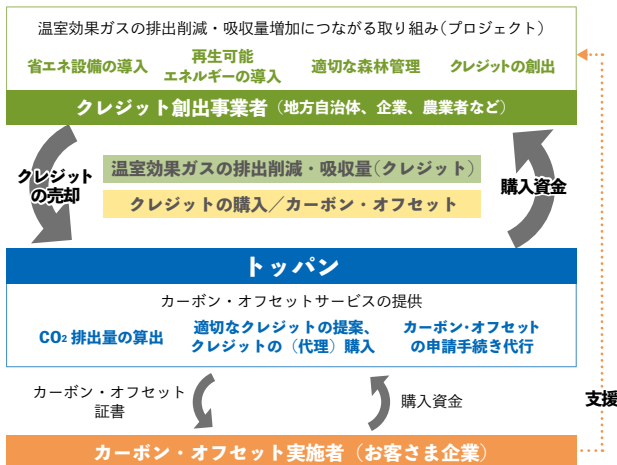 温室効果ガスの排出削減・吸収量増加につながる取り組み(プロジェクト)
省エネ設備の導入
再生可能
エネルギーの導入
適切な森林管理
クレジットの創出
クレジット創出事業者（地方自治体、企業、農業者など）
クレジット
の売却
温室効果ガスの排出削減・吸収量(クレジット)
クレジットの購入／カーボン・オフセット
購入資金
トッパン
カーボン・オフセットサービスの提供
CO₂ 排出量の算出
適切なクレジットの提案、
クレジットの（代理）購入
カーボン・オフセット
の申請手続き代行
カーボン・オフセット
証書
購入資金
支援
カーボン・オフセット実施者（お客さま企業）